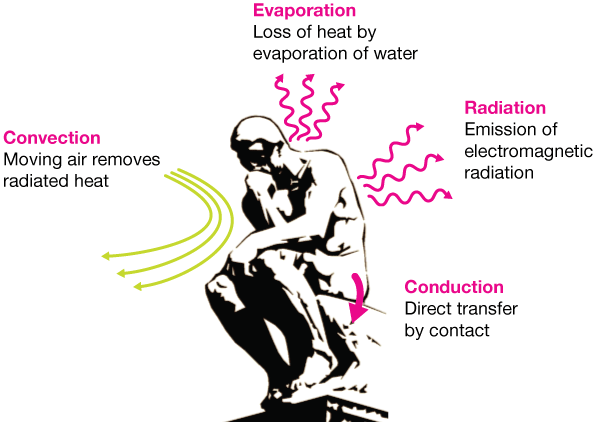 Evaporation
Loss of heat by
evaporation of water
Convection
Moving air removes
radiated heat
Radiation
Emission of
electromagnetic
radiation
Conduction
Direct transfer
by contact